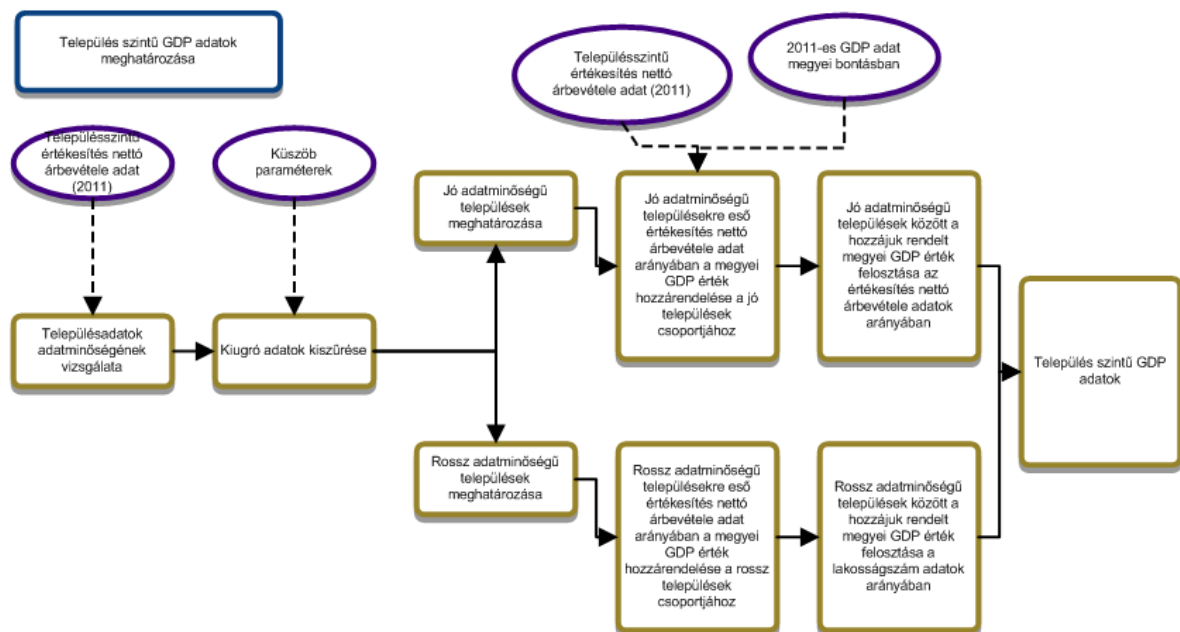 Település szintű GDP adatok
meghatározása
Településszintű
értékesítés nettó
árbevétele adat (2011)
2011-es GDP adat
megyei bontásban
Településszintű
értékesítés nettó
árbevétele adat
(2011)
Küszöb
paraméterek
Jó adatminőségű
települések
meghatározása
Jó adatminőségű
településekre eső
értékesítés nettó
árbevétele adat
arányában a megyei
GDP érték
hozzárendelése a jó
települések
csoportjához
Jó adatminőségű
települések között a
hozzájuk rendelt
megyei GDP érték
felosztása az
értékesítés nettó
árbevétele adatok
arányában
Településadatok
adatminőségének
vizsgálata
Kiugró adatok kiszűrése
Település szintű GDP
adatok
Rossz adatminőségű
települések
meghatározása
Rossz adatminőségű
településekre eső
értékesítés nettó
árbevétele adat
arányában a megyei
GDP érték
hozzárendelése a rossz
települések
csoportjához
Rossz adatminőségű
települések között a
hozzájuk rendelt
megyei GDP érték
felosztása a
lakosságszám adatok
arányában